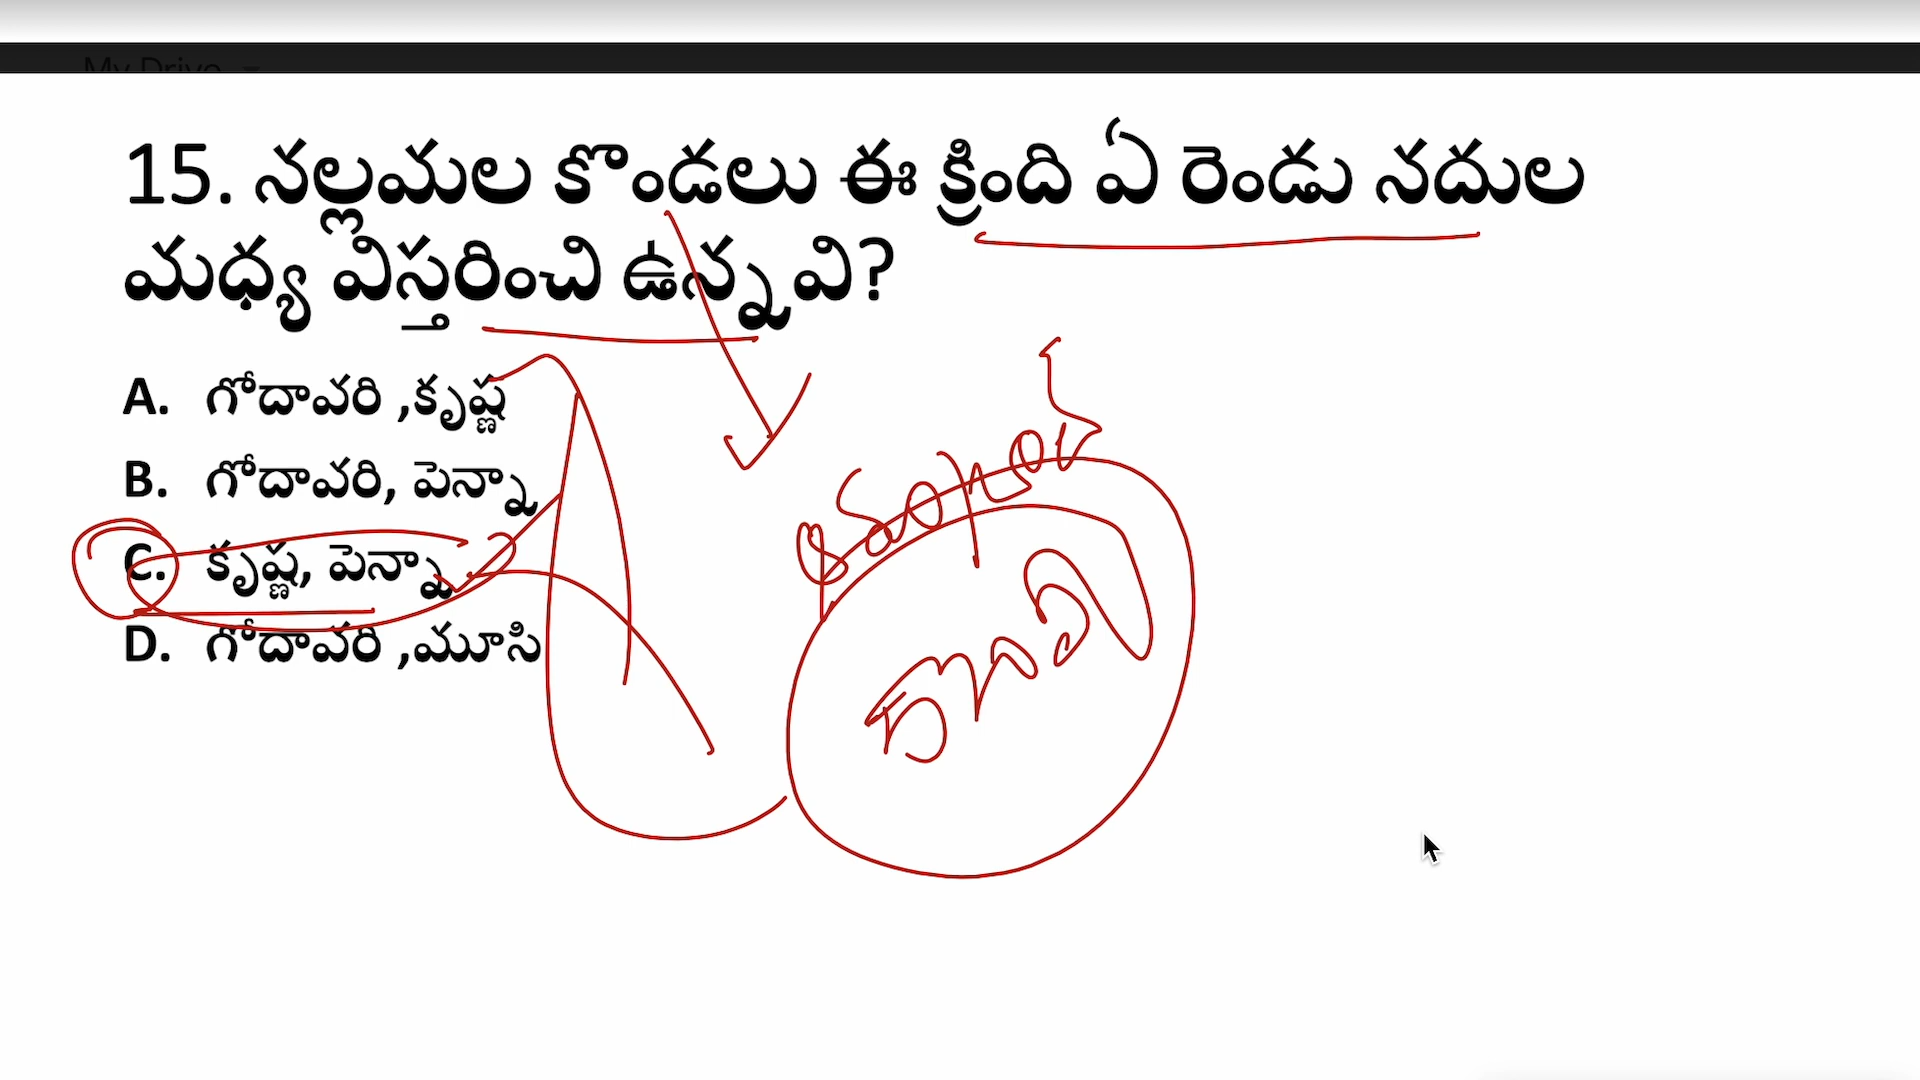 15. నల్లమల కొండలు ఈ క్రింది ఏ రెండు నదుల
మధ్య విస్తరించి ఉన్నవి?
A. గోదావరి ,కృష్ణ
B. గోదావరి, పెన్నా
C. కృష్ణ, పెన్నా
D. గోదావరి ,మూసి